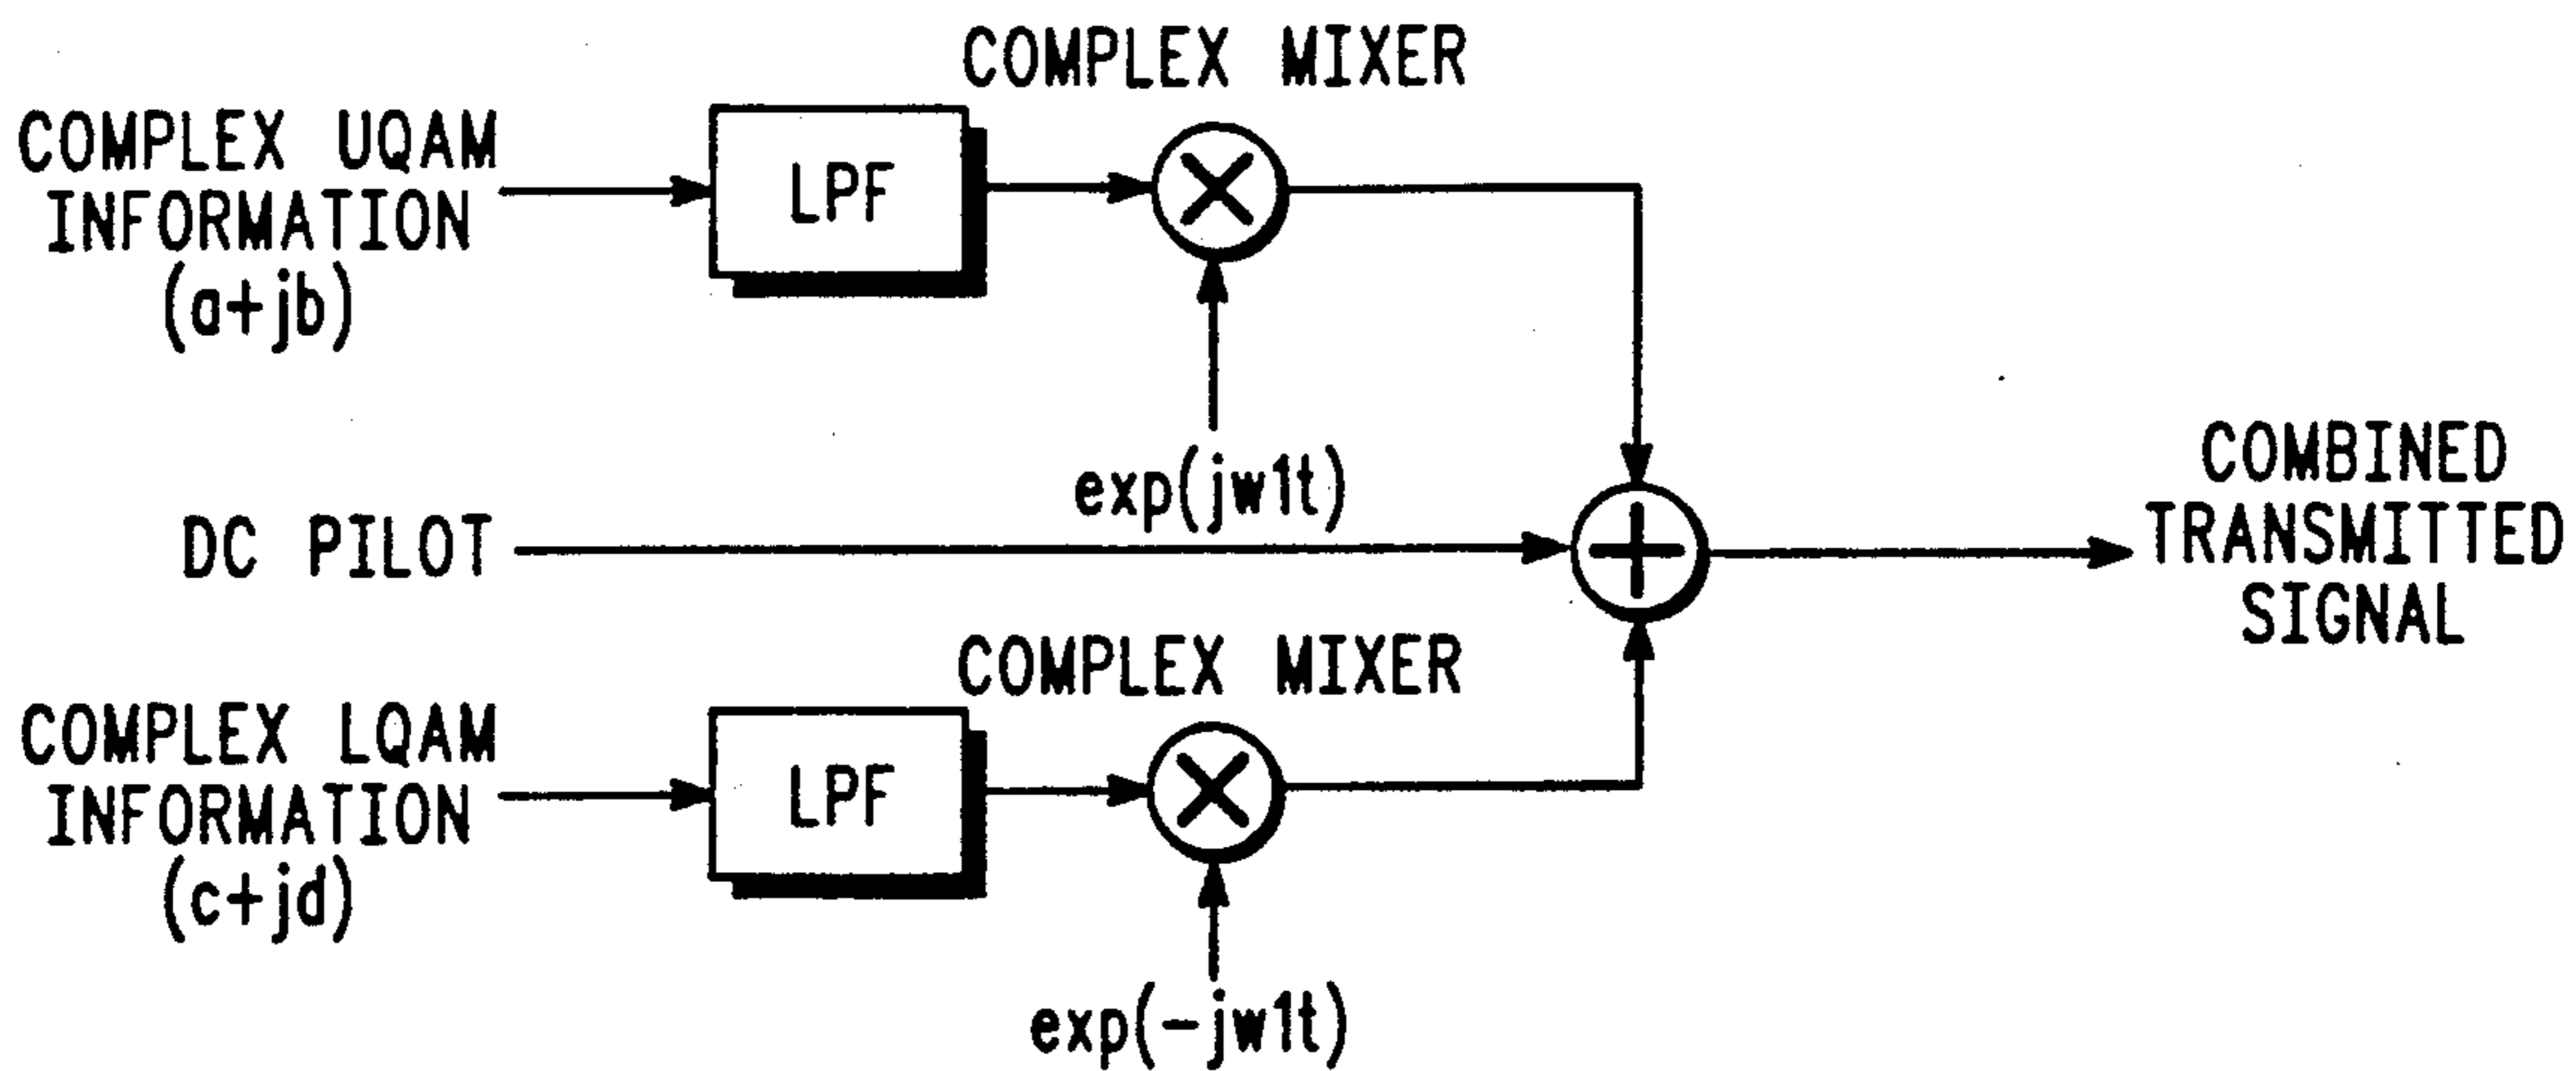 COMPLEX MIXER
COMPLEX UQAM
INFORMATION
(a+jb)
LPF
exp(jw1t)
DC PILOT
COMBINED
TRANSMITTED
SIGNAL
COMPLEX MIXER
COMPLEX LQAM
INFORMATION
(c+jd)
LPF
exp(-jw1t)